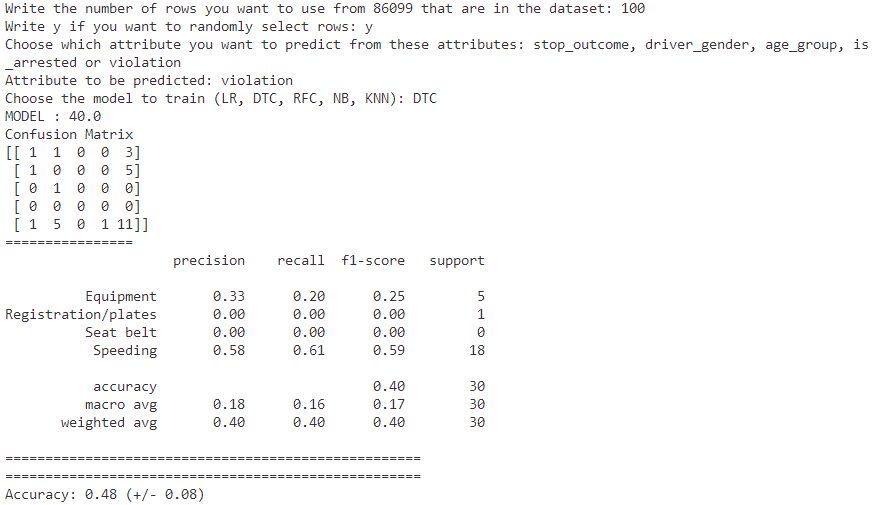 Write the number of rows you want to use from 86099 that are in the dataset: 100
Write y if you want to randomly select rows: y
Choose which attribute you want to predict from these attributes: stop_outcome, driver_gender, age_group, is
_arrested or violation
Attribute to be predicted: violation
Choose the model to train (LR, DTC, RFC, NB, KNN): DTC
MODEL : 40.0
Confusion Matrix
[[ 1  1  0  0  3]
 [ 1  0  0  0  5]
 [ 0  1  0  0  0]
 [ 0  0  0  0  0]
 [ 1  5  0  1 11]]
================
                     precision    recall  f1-score   support

          Equipment       0.33      0.20      0.25         5
Registration/plates       0.00      0.00      0.00         1
          Seat belt       0.00      0.00      0.00         0
           Speeding       0.58      0.61      0.59        18

           accuracy                           0.40        30
          macro avg       0.18      0.16      0.17        30
       weighted avg       0.40      0.40      0.40        30

====================================================
====================================================
Accuracy: 0.48 (+/- 0.08)